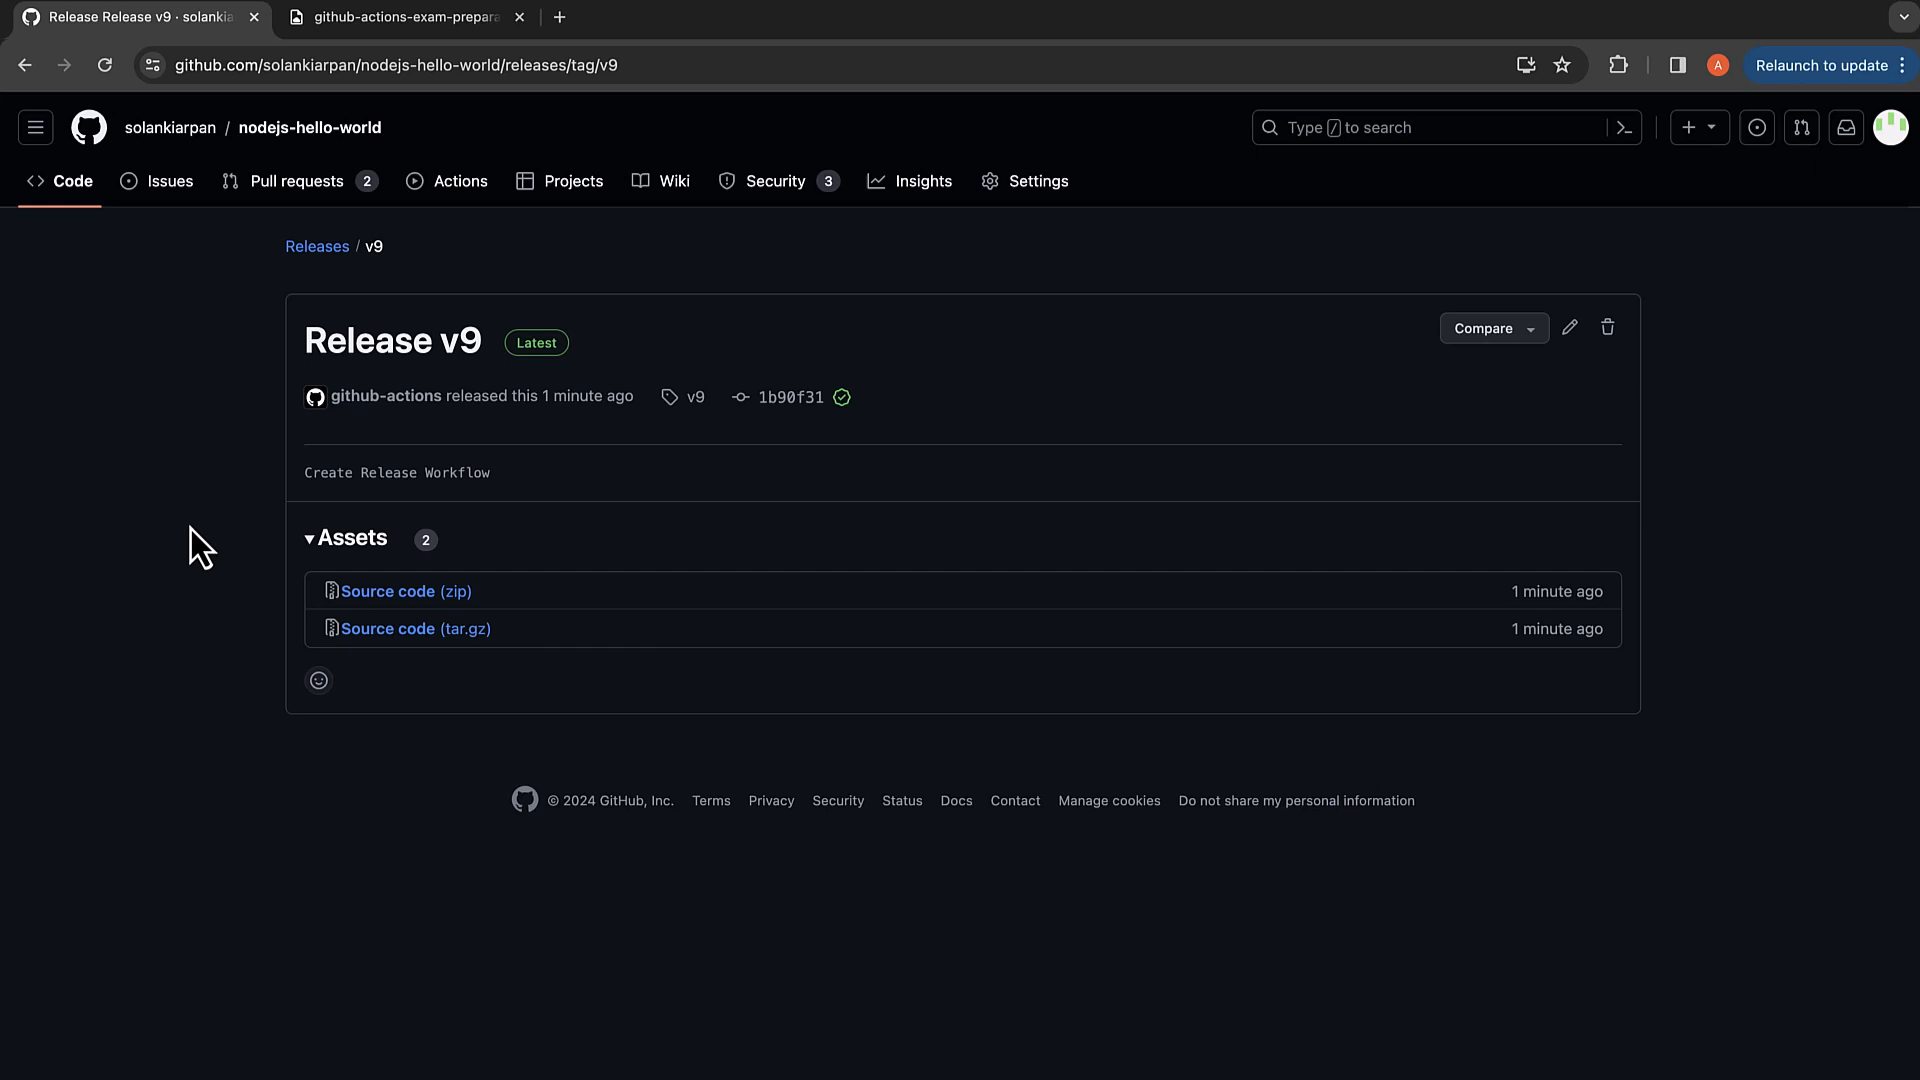 Release Release v9 · solankia
github-actions-exam-prepara
github.com/solankiarpan/nodejs-hello-world/releases/tag/v9
A
Relaunch to update
solankiarpan / nodejs-hello-world
Type / to search
Code
Issues
Pull requests 2
Actions
Projects
Wiki
Security 3
Insights
Settings
Releases / v9
Release v9
Latest
Compare
github-actions released this 1 minute ago
v9
1b90f31
Create Release Workflow
Assets 2
Source code (zip)
1 minute ago
Source code (tar.gz)
1 minute ago
© 2024 GitHub, Inc. Terms Privacy Security Status Docs Contact Manage cookies Do not share my personal information